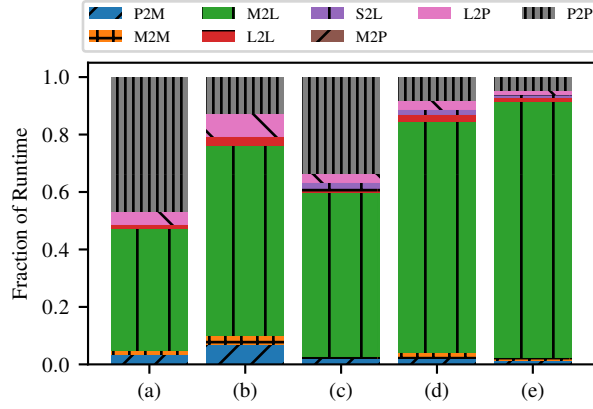 P2M M2L S2L L2P P2P
M2M L2L M2P
1.0
0.8
0.6
0.4
0.2
0.0
Fraction of Runtime
(a) (b) (c) (d) (e)